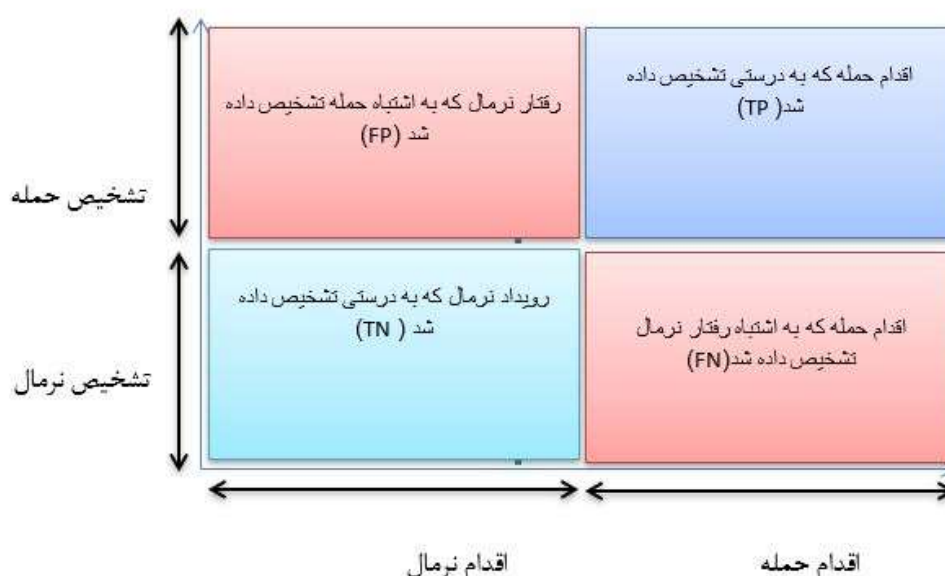 اقدام حمله که به درستی تشخیص داده
شد( TP)
رفتار نرمال که به اشتباه حمله تشخیص داده
شد (FP)
تشخیص حمله
رویداد نرمال که به درستی تشخیص داده
شد ( TN)
اقدام حمله که به اشتباه رفتار نرمال
تشخیص داده شد(FN)
تشخیص نرمال
اقدام حمله
اقدام نرمال